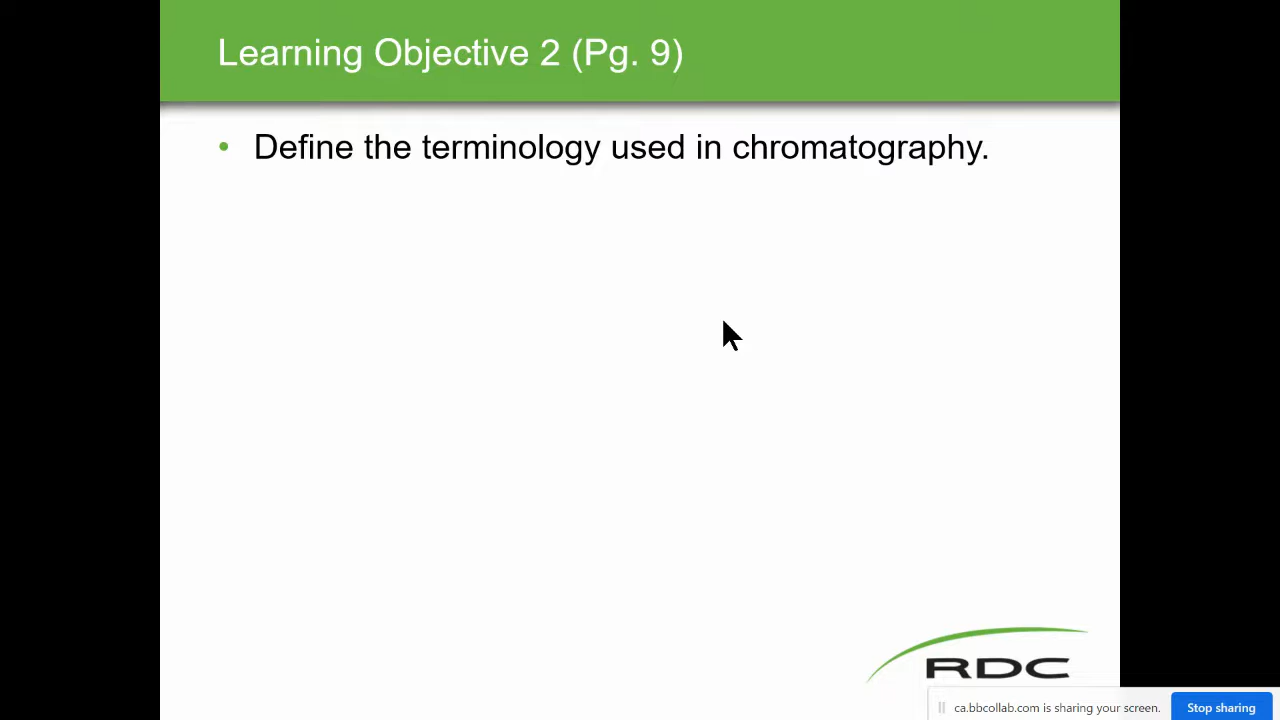 Learning Objective 2 (Pg. 9)
• Define the terminology used in chromatography.
RDC
ca.bbcollab.com is sharing your screen.
Stop sharing